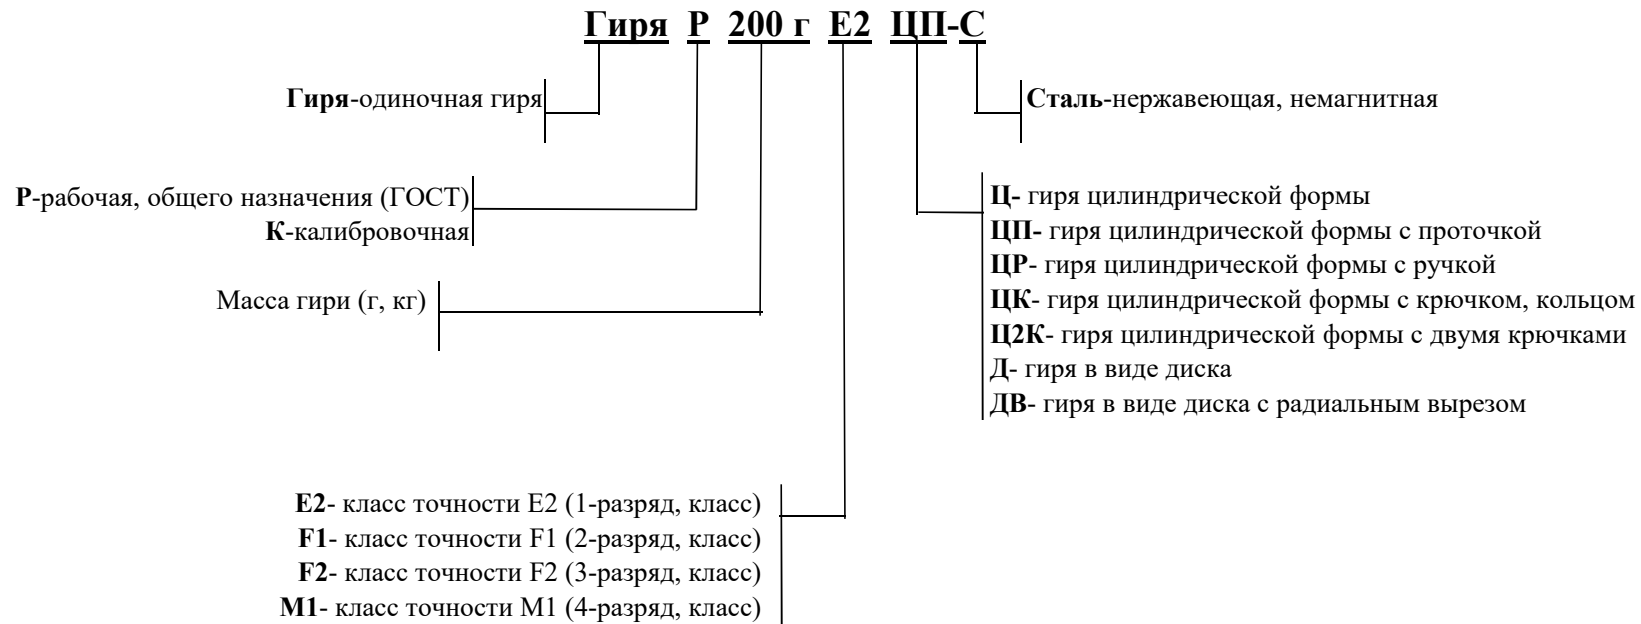 Гиря Р 200 г Е2 ЦП-С
Гиря-одиночная гиря
Сталь-нержавеющая, немагнитная
Р-рабочая, общего назначения (ГОСТ)
К-калибровочная
Масса гири (г, кг)
Ц- гиря цилиндрической формы
ЦП- гиря цилиндрической формы с проточкой
ЦР- гиря цилиндрической формы с ручкой
ЦК- гиря цилиндрической формы с крючком, кольцом
Ц2К- гиря цилиндрической формы с двумя крючками
Д- гиря в виде диска
ДВ- гиря в виде диска с радиальным вырезом
E2- класс точности E2 (1-разряд, класс)
F1- класс точности F1 (2-разряд, класс)
F2- класс точности F2 (3-разряд, класс)
M1- класс точности M1 (4-разряд, класс)